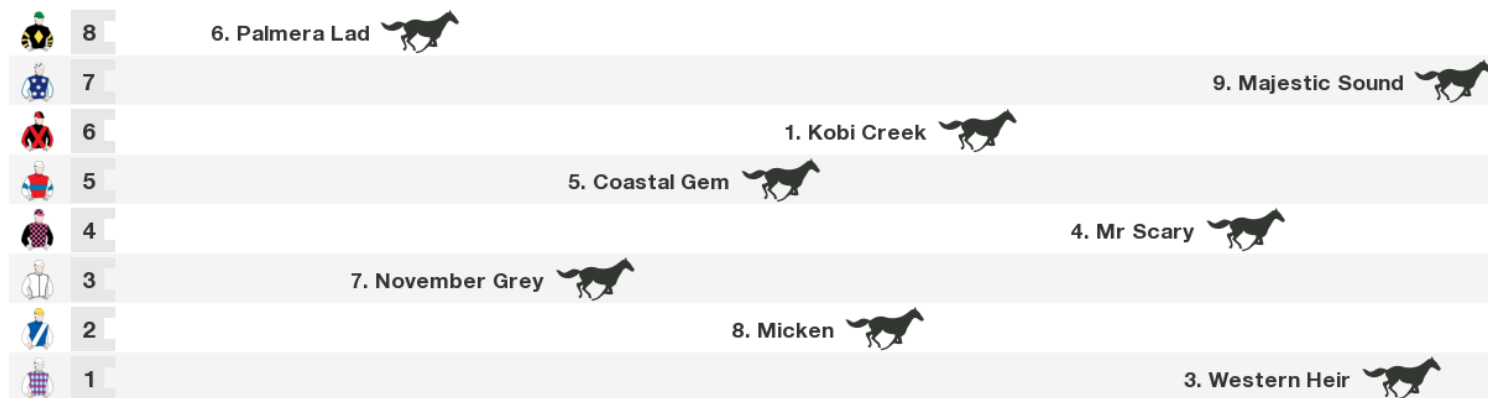 8 6. Palmera Lad
7 9. Majestic Sound
6 1. Kobi Creek
5 5. Coastal Gem
4 4. Mr Scary
3 7. November Grey
2 8. Micken
1 3. Western Heir